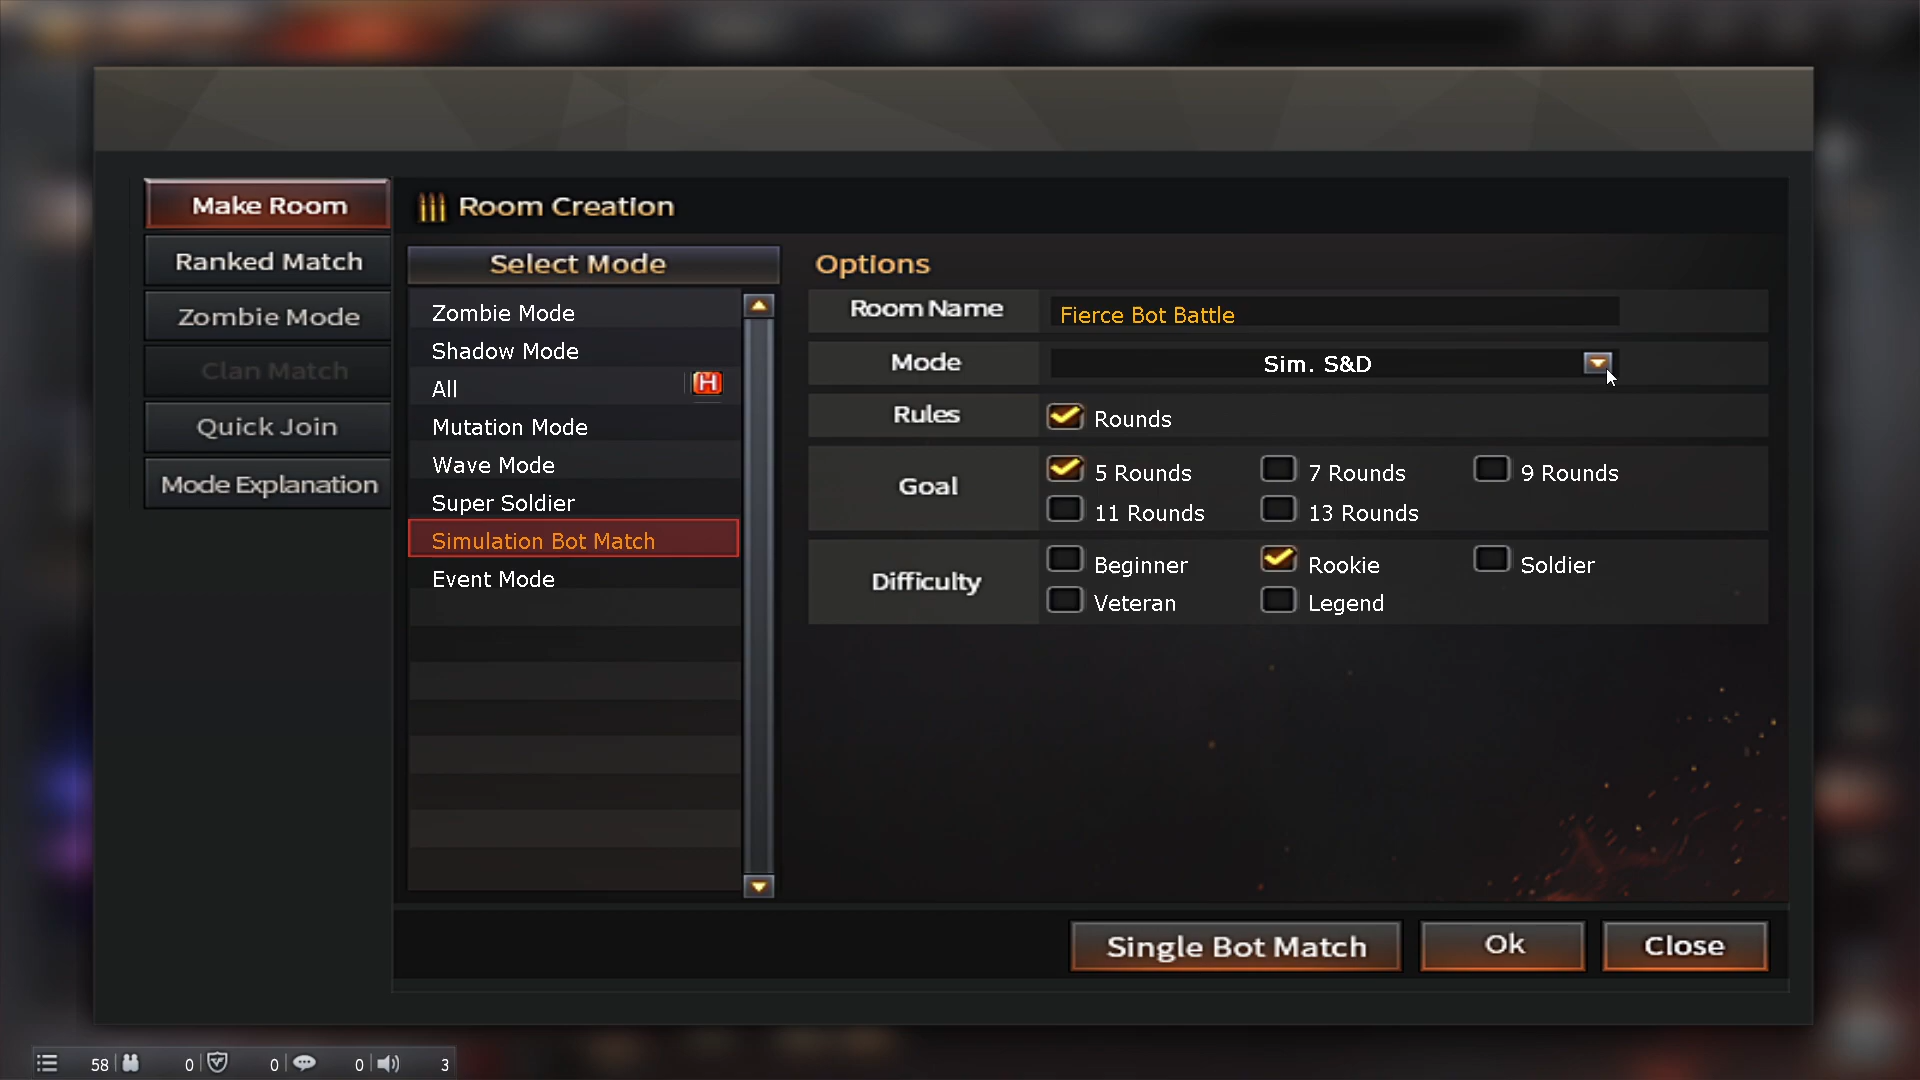 Make Room
Ranked Match
Zombie Mode
Clan Match
Quick Join
Mode Explanation
Room Creation
Select Mode
Zombie Mode
Shadow Mode
All
H
Mutation Mode
Wave Mode
Super Soldier
Simulation Bot Match
Event Mode
Options
Room Name Fierce Bot Battle
Mode Sim. S&D
Rules Rounds
Goal 5 Rounds 7 Rounds 9 Rounds
11 Rounds 13 Rounds
Difficulty Beginner Rookie Soldier
Veteran Legend
Single Bot Match Ok Close
58 0 0 0 3